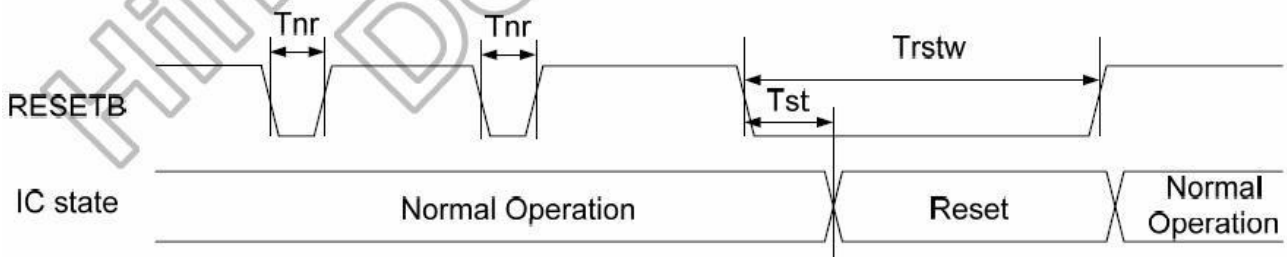 Tnr
Tnr
Trstw
RESETB
Tst
IC state
Normal Operation
Reset
Normal
Operation